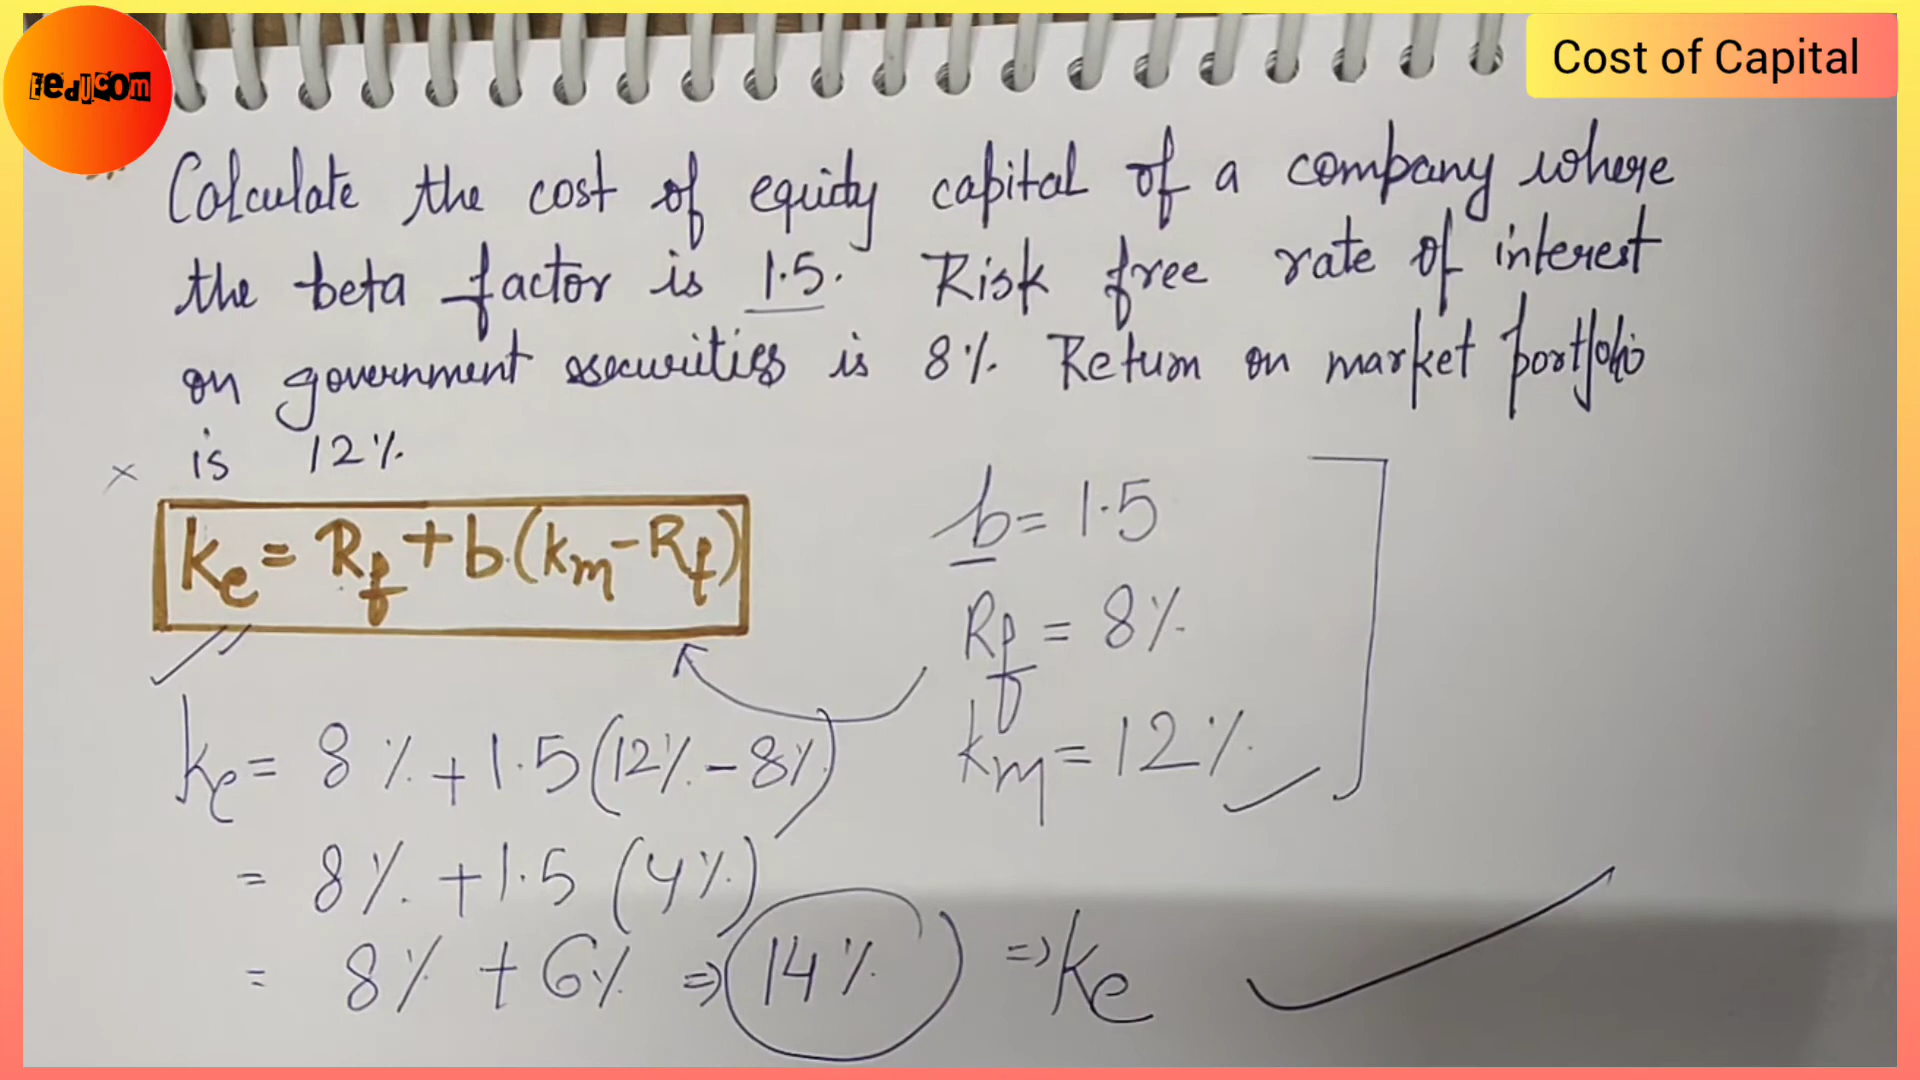 EeduCom
Cost of Capital
Calculate the cost of equity capital of a company where
the beta factor is 1.5. Risk free rate of interest
on government securities is 8% Return on market portfolio
is 12%
ke = Rf + b(km - Rf)
b = 1.5
Rf = 8%
km = 12%
ke = 8% + 1.5(12% - 8%)
= 8% + 1.5 (4%)
= 8% + 6% ⇒ 14% ⇒ ke